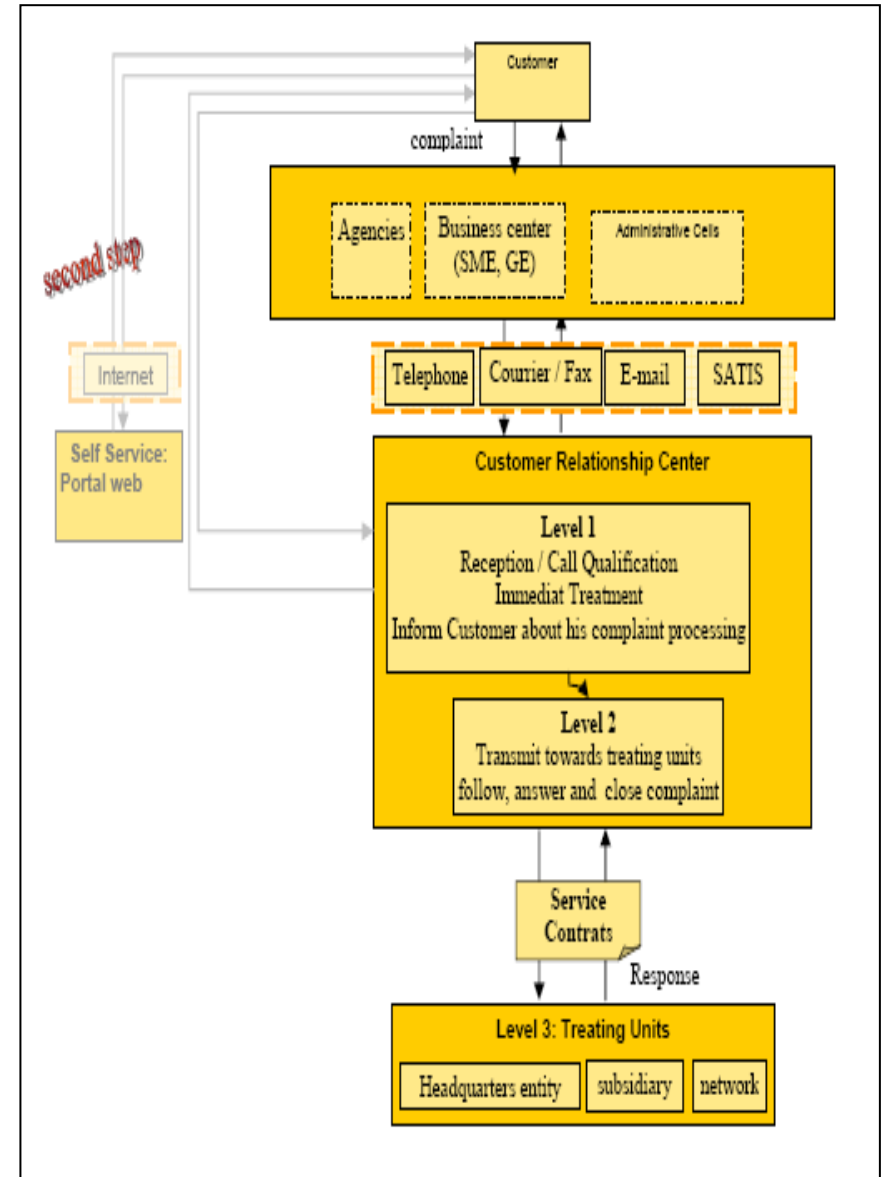 Customer
complaint
Agencies
Business center
(SME, GE)
Administrative Cells
second step
Internet
Telephone
Courrier / Fax
E-mail
SATIS
Self Service:
Portal web
Customer Relationship Center
Level 1
Reception / Call Qualification
Immediat Treatment
Inform Customer about his complaint processing
Level 2
Transmit towards treating units
follow, answer and close complaint
Service
Contrats
Response
Level 3: Treating Units
Headquarters entity
subsidiary
network